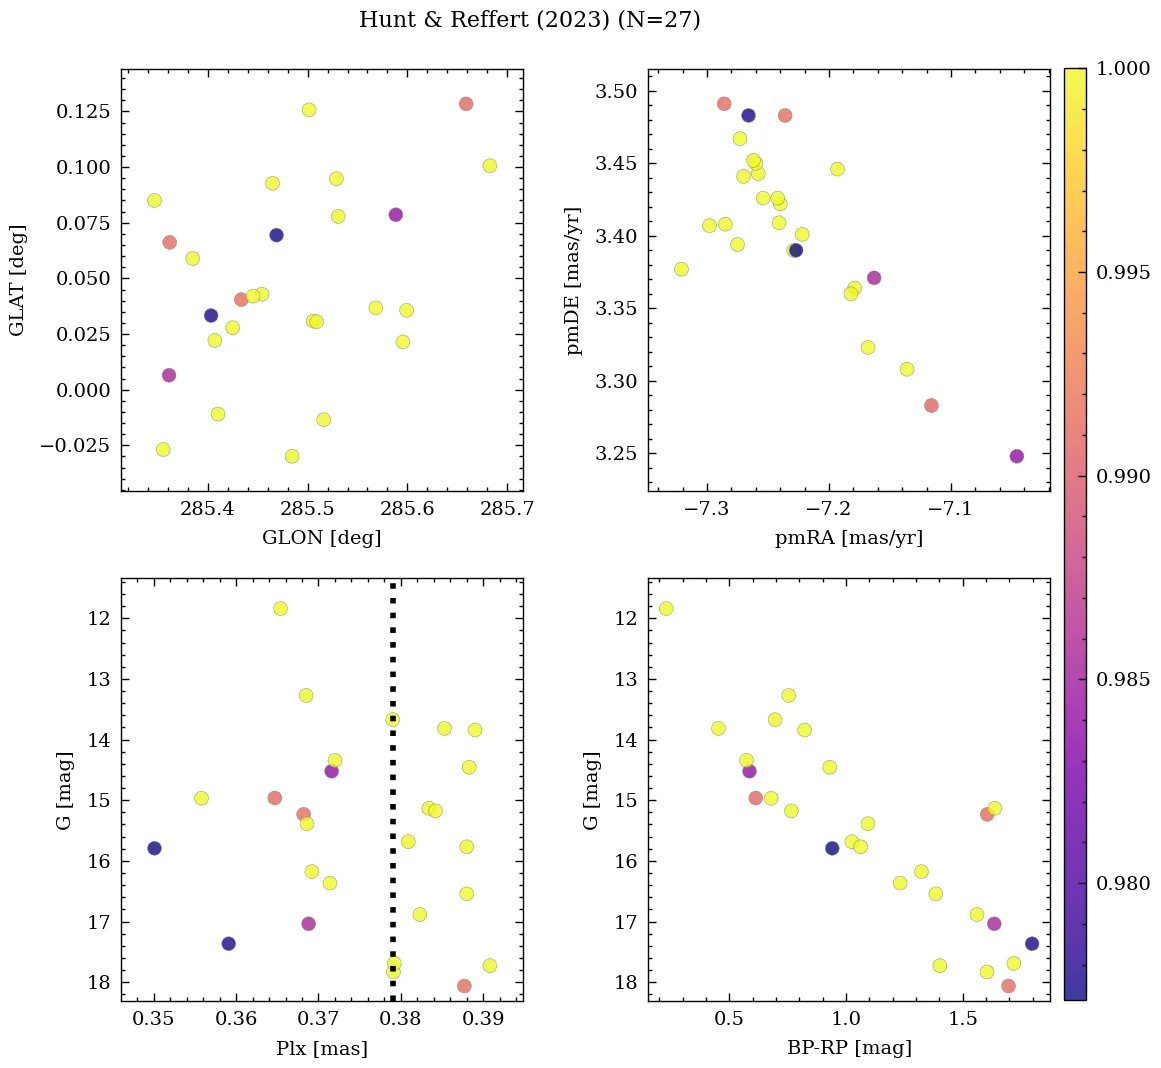 Hunt & Reffert (2023) (N=27)
0.125
0.100
0.075
0.050
0.025
0.000
−0.025
GLAT [deg]
285.4 285.5 285.6 285.7
GLON [deg]
3.50
3.45
3.40
3.35
3.30
3.25
pmDE [mas/yr]
−7.3 −7.2 −7.1
pmRA [mas/yr]
12
13
14
15
16
17
18
G [mag]
0.35 0.36 0.37 0.38 0.39
Plx [mas]
12
13
14
15
16
17
18
G [mag]
0.5 1.0 1.5
BP-RP [mag]
1.000
0.995
0.990
0.985
0.980